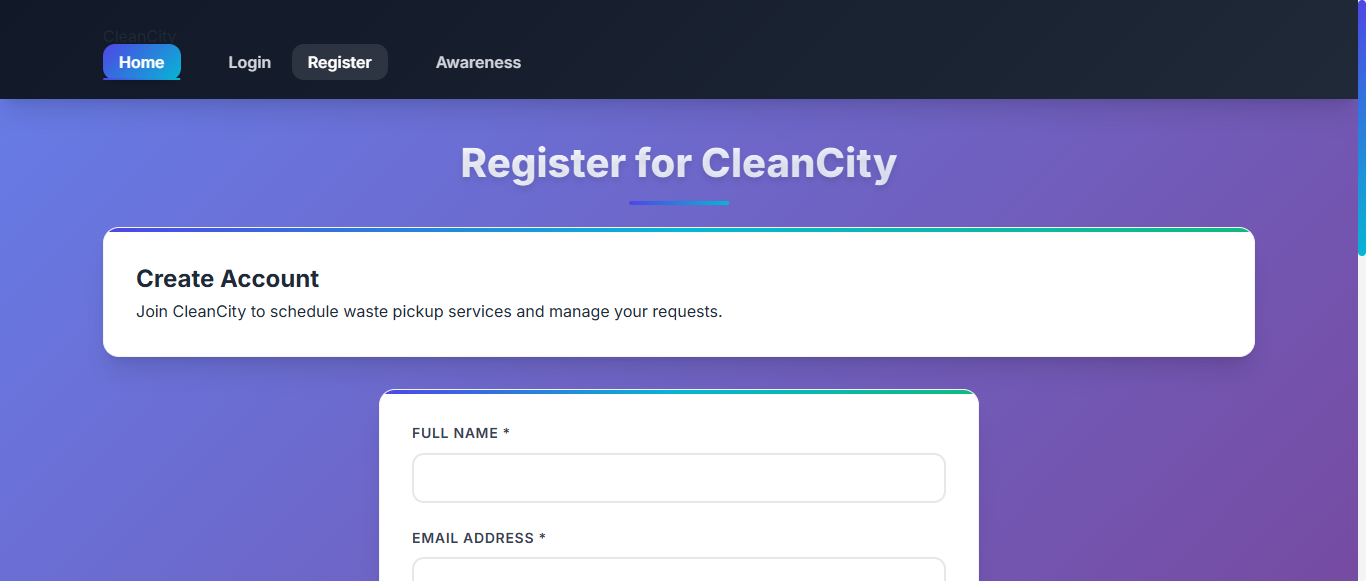 CleanCity
Home Login Register Awareness
Register for CleanCity
Create Account
Join CleanCity to schedule waste pickup services and manage your requests.
FULL NAME *
EMAIL ADDRESS *